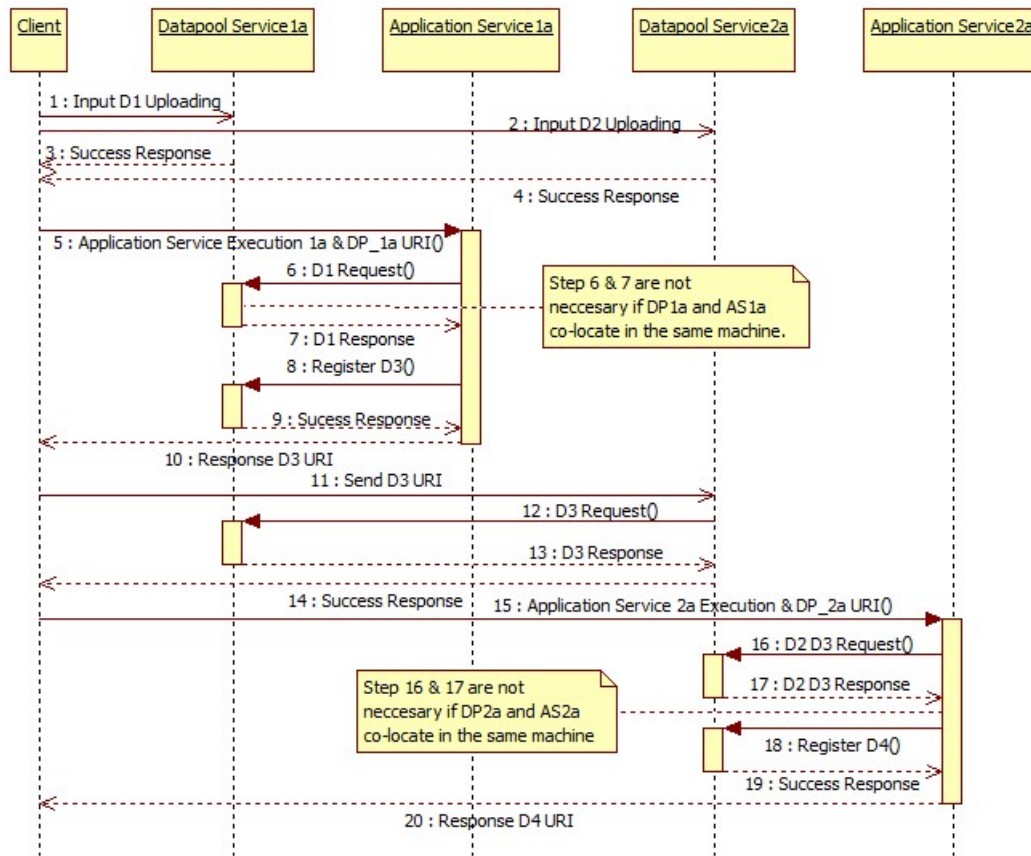 Client
Datapool Service1a
Application Service1a
Datapool Service2a
Application Service2a
1 : Input D1 Uploading
2 : Input D2 Uploading
3 : Success Response
4 : Success Response
5 : Application Service Execution 1a & DP_1a URI()
6 : D1 Request()
Step 6 & 7 are not
neccesary if DP1a and AS1a
co-locate in the same machine.
7 : D1 Response
8 : Register D3()
9 : Sucess Response
10 : Response D3 URI
11 : Send D3 URI
12 : D3 Request()
13 : D3 Response
14 : Success Response
15 : Application Service 2a Execution & DP_2a URI()
16 : D2 D3 Request()
Step 16 & 17 are not
neccesary if DP2a and AS2a
co-locate in the same machine
17 : D2 D3 Response
18 : Register D4()
19 : Success Response
20 : Response D4 URI